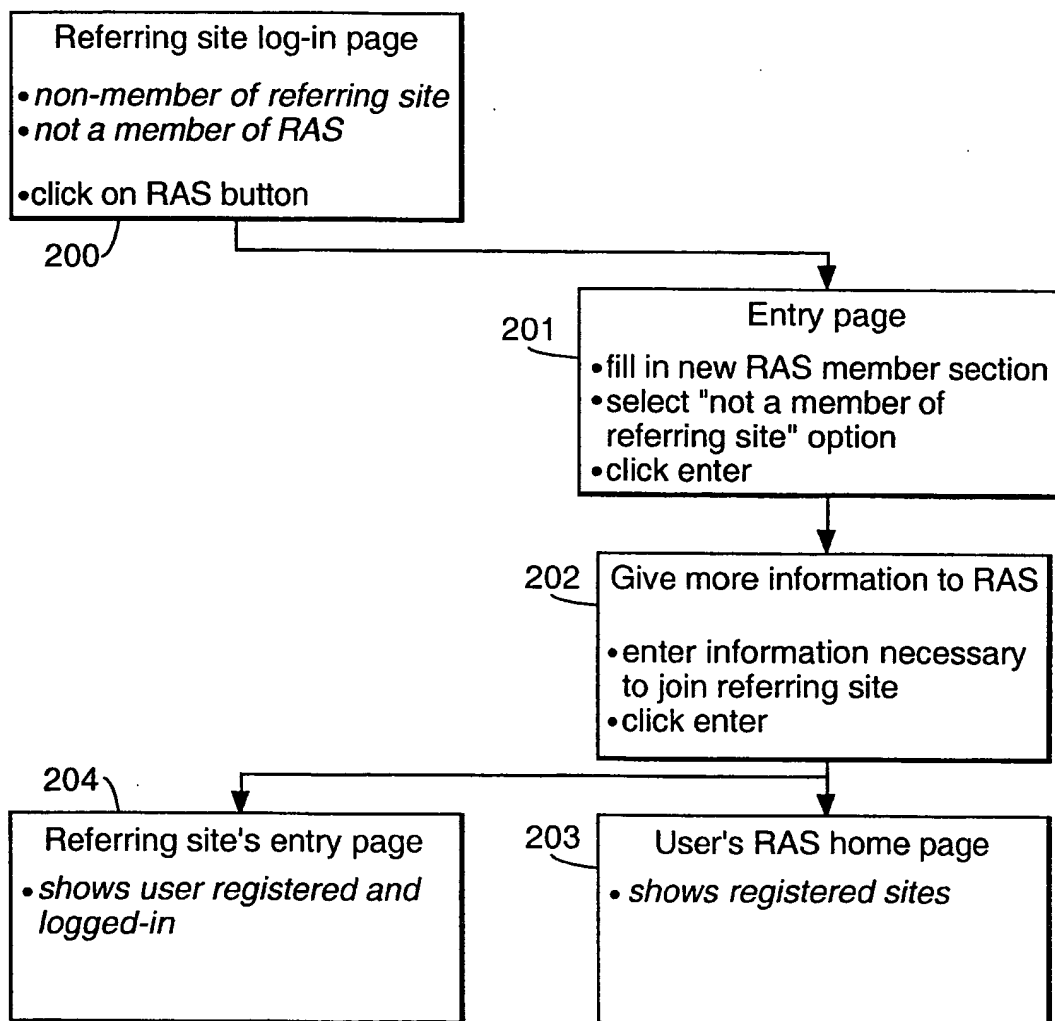 Referring site log-in page
•non-member of referring site
•not a member of RAS
•click on RAS button
200
201
Entry page
•fill in new RAS member section
•select "not a member of
referring site" option
•click enter
202
Give more information to RAS
•enter information necessary
to join referring site
•click enter
204
Referring site's entry page
•shows user registered and
logged-in
203
User's RAS home page
•shows registered sites